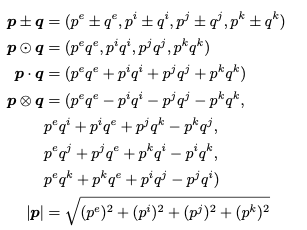 p ± q = (p^e ± q^e, p^i ± q^i, p^j ± q^j, p^k ± q^k)
p ⊙ q = (p^e q^e, p^i q^i, p^j q^j, p^k q^k)
p · q = (p^e q^e + p^i q^i + p^j q^j + p^k q^k)
p ⊗ q = (p^e q^e − p^i q^i − p^j q^j − p^k q^k,
p^e q^i + p^i q^e + p^j q^k − p^k q^j,
p^e q^j + p^j q^e + p^k q^i − p^i q^k,
p^e q^k + p^k q^e + p^i q^j − p^j q^i)
|p| = √((p^e)^2 + (p^i)^2 + (p^j)^2 + (p^k)^2)